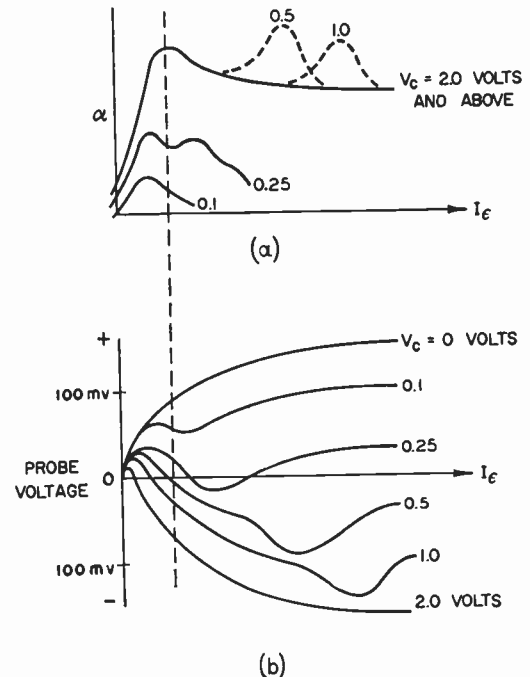 0.5
1.0
V_C = 2.0 VOLTS
AND ABOVE
α
0.25
0.1
I_ϵ
(a)
+
V_C = 0 VOLTS
100 mv
0.1
0.25
PROBE
VOLTAGE
0
I_ϵ
0.5
100 mv
1.0
2.0 VOLTS
−
(b)